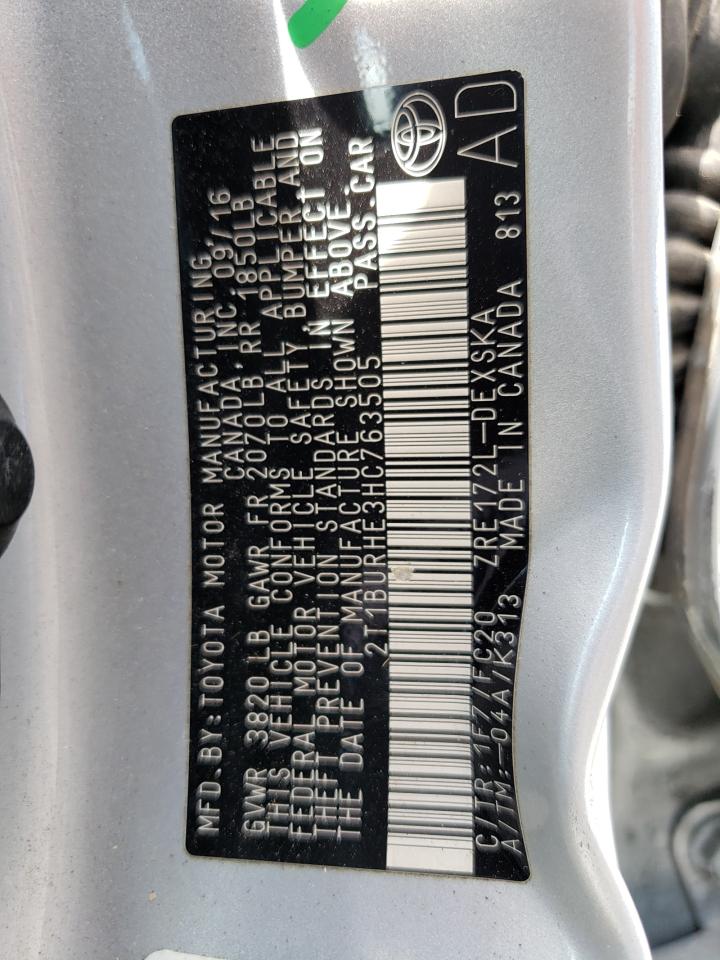 MFD.BY:TOYOTA MOTOR MANUFACTURING,
CANADA, INC. 09/16
GVWR 3820 LB GAWR FR 2070LB, RR 1850LB
THIS VEHICLE CONFORMS TO ALL APPLICABLE
FEDERAL MOTOR VEHICLE SAFETY, BUMPER AND
THEFT PREVENTION STANDARDS IN EFFECT ON
THE DATE OF MANUFACTURE SHOWN ABOVE.
2T1BURHE3HC763505 PASS.CAR
C/TR: 1F7/FC20 ZRE172L-DEXSKA
A/TM: -04A/K313 MADE IN CANADA 813
AD